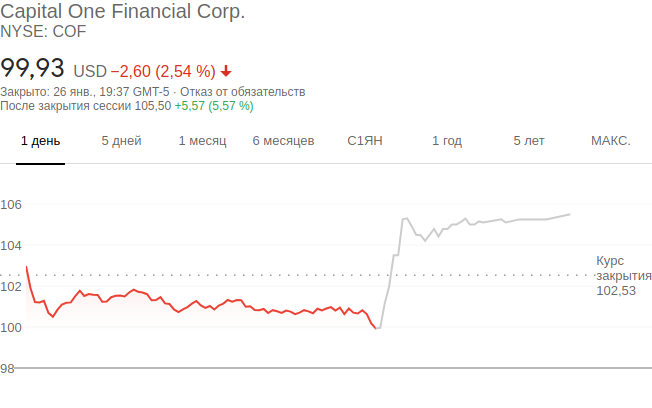 Capital One Financial Corp.
NYSE: COF
99,93 USD −2,60 (2,54 %)
Закрыто: 26 янв., 19:37 GMT-5 · Отказ от обязательств
После закрытия сессии 105,50 +5,57 (5,57 %)
1 день 5 дней 1 месяц 6 месяцев С1ЯН 1 год 5 лет МАКС.
106
104
102
100
98
Курс
закрытия
102,53